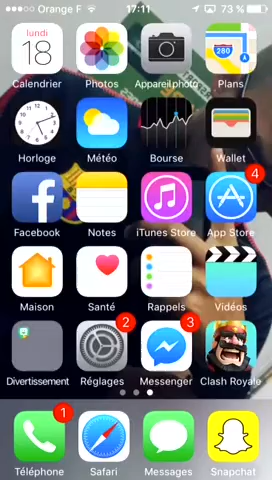 Orange F 17:11 73 %
lundi
18
280
Calendrier Photos Appareil photo Plans
Horloge Météo Bourse Wallet
4
Facebook Notes iTunes Store App Store
Maison Santé Rappels Vidéos
2 3
Divertissement Réglages Messenger Clash Royale
1
Téléphone Safari Messages Snapchat